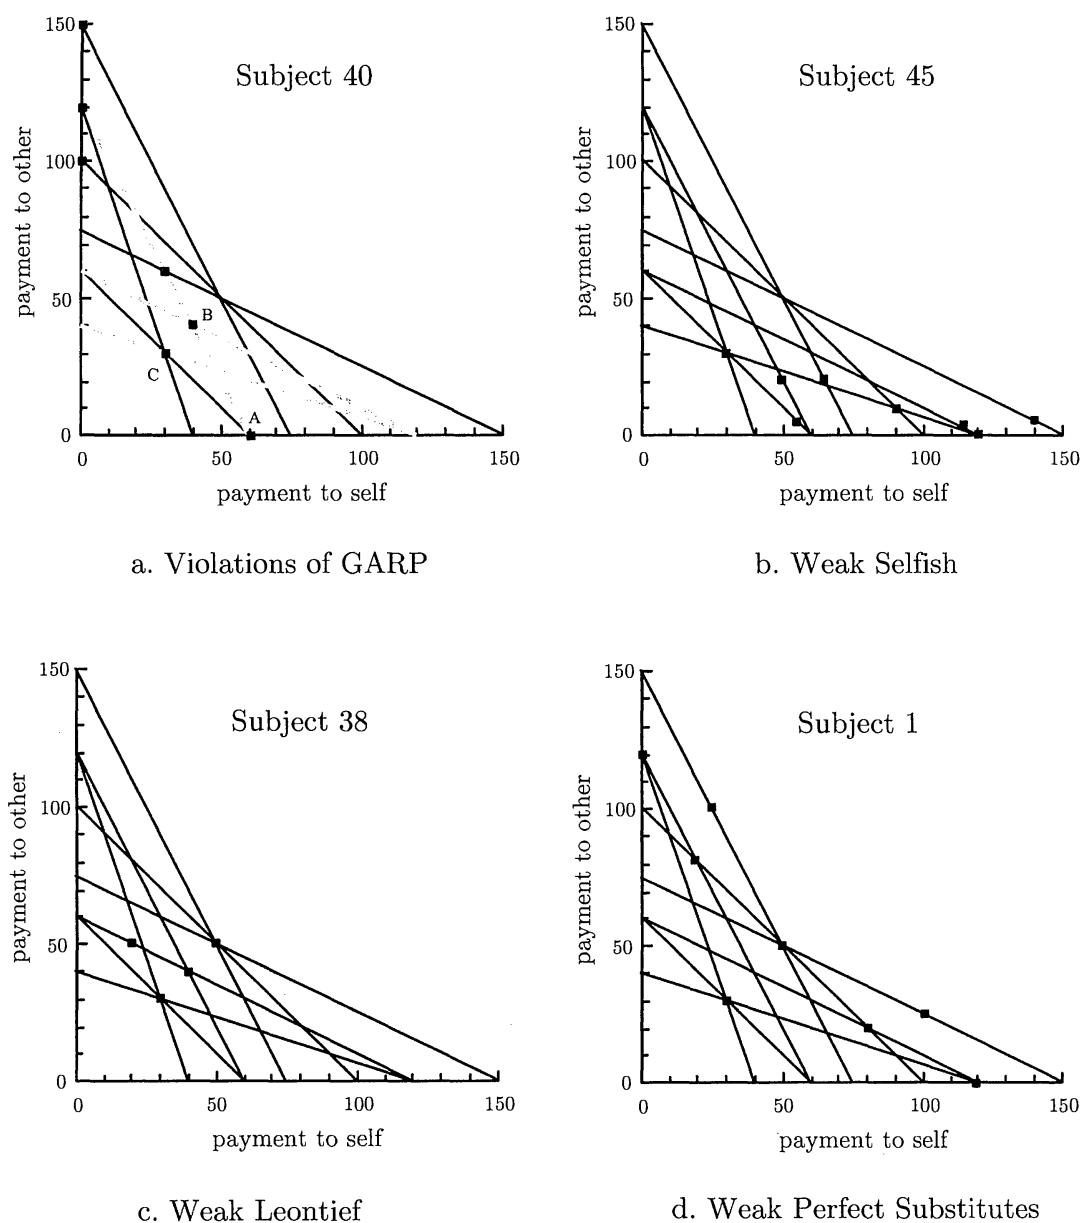 Subject 40
150
100
50
0
payment to other
A
B
C
0 50 100 150
payment to self
a. Violations of GARP
Subject 45
150
100
50
0
payment to other
0 50 100 150
payment to self
b. Weak Selfish
Subject 38
150
100
50
0
payment to other
0 50 100 150
payment to self
c. Weak Leontief
Subject 1
150
100
50
0
payment to other
0 50 100 150
payment to self
d. Weak Perfect Substitutes